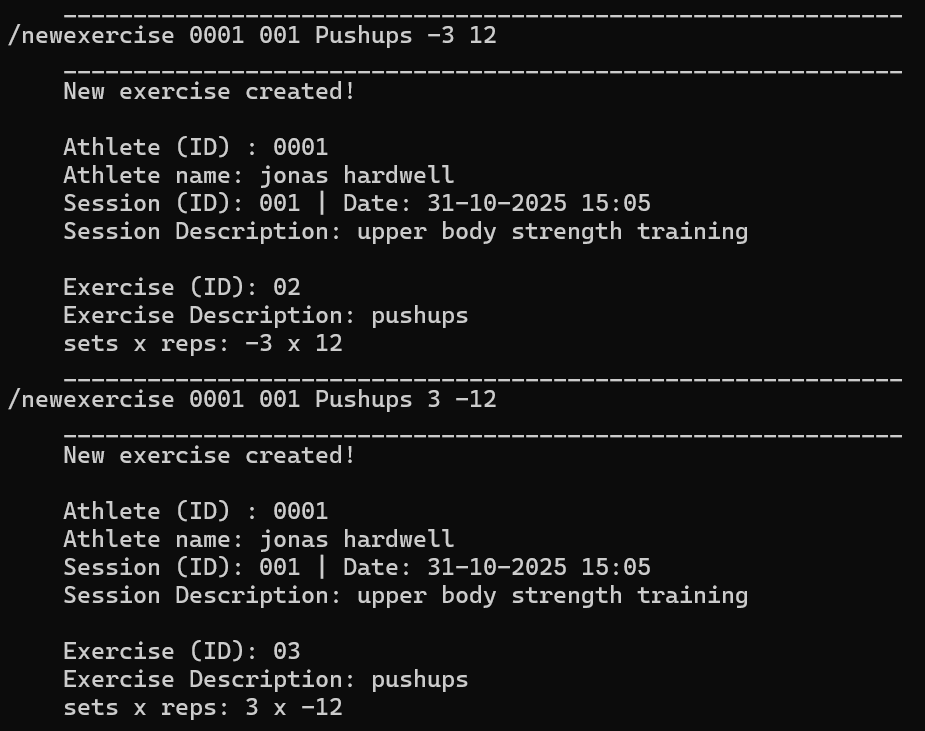 /newexercise 0001 001 Pushups -3 12
New exercise created!
Athlete (ID) : 0001
Athlete name: jonas hardwell
Session (ID): 001 | Date: 31-10-2025 15:05
Session Description: upper body strength training
Exercise (ID): 02
Exercise Description: pushups
sets x reps: -3 x 12
/newexercise 0001 001 Pushups 3 -12
New exercise created!
Athlete (ID) : 0001
Athlete name: jonas hardwell
Session (ID): 001 | Date: 31-10-2025 15:05
Session Description: upper body strength training
Exercise (ID): 03
Exercise Description: pushups
sets x reps: 3 x -12